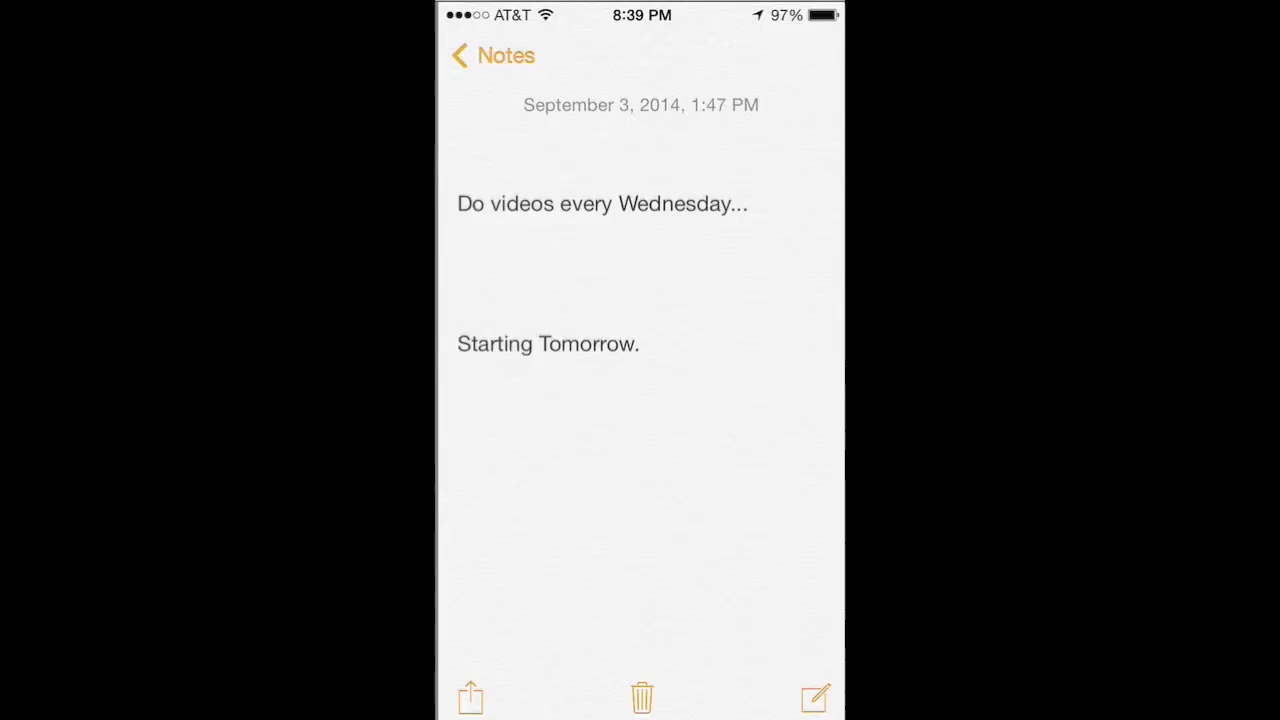 AT&T 8:39 PM 97%
Notes
September 3, 2014, 1:47 PM
Do videos every Wednesday...
Starting Tomorrow.